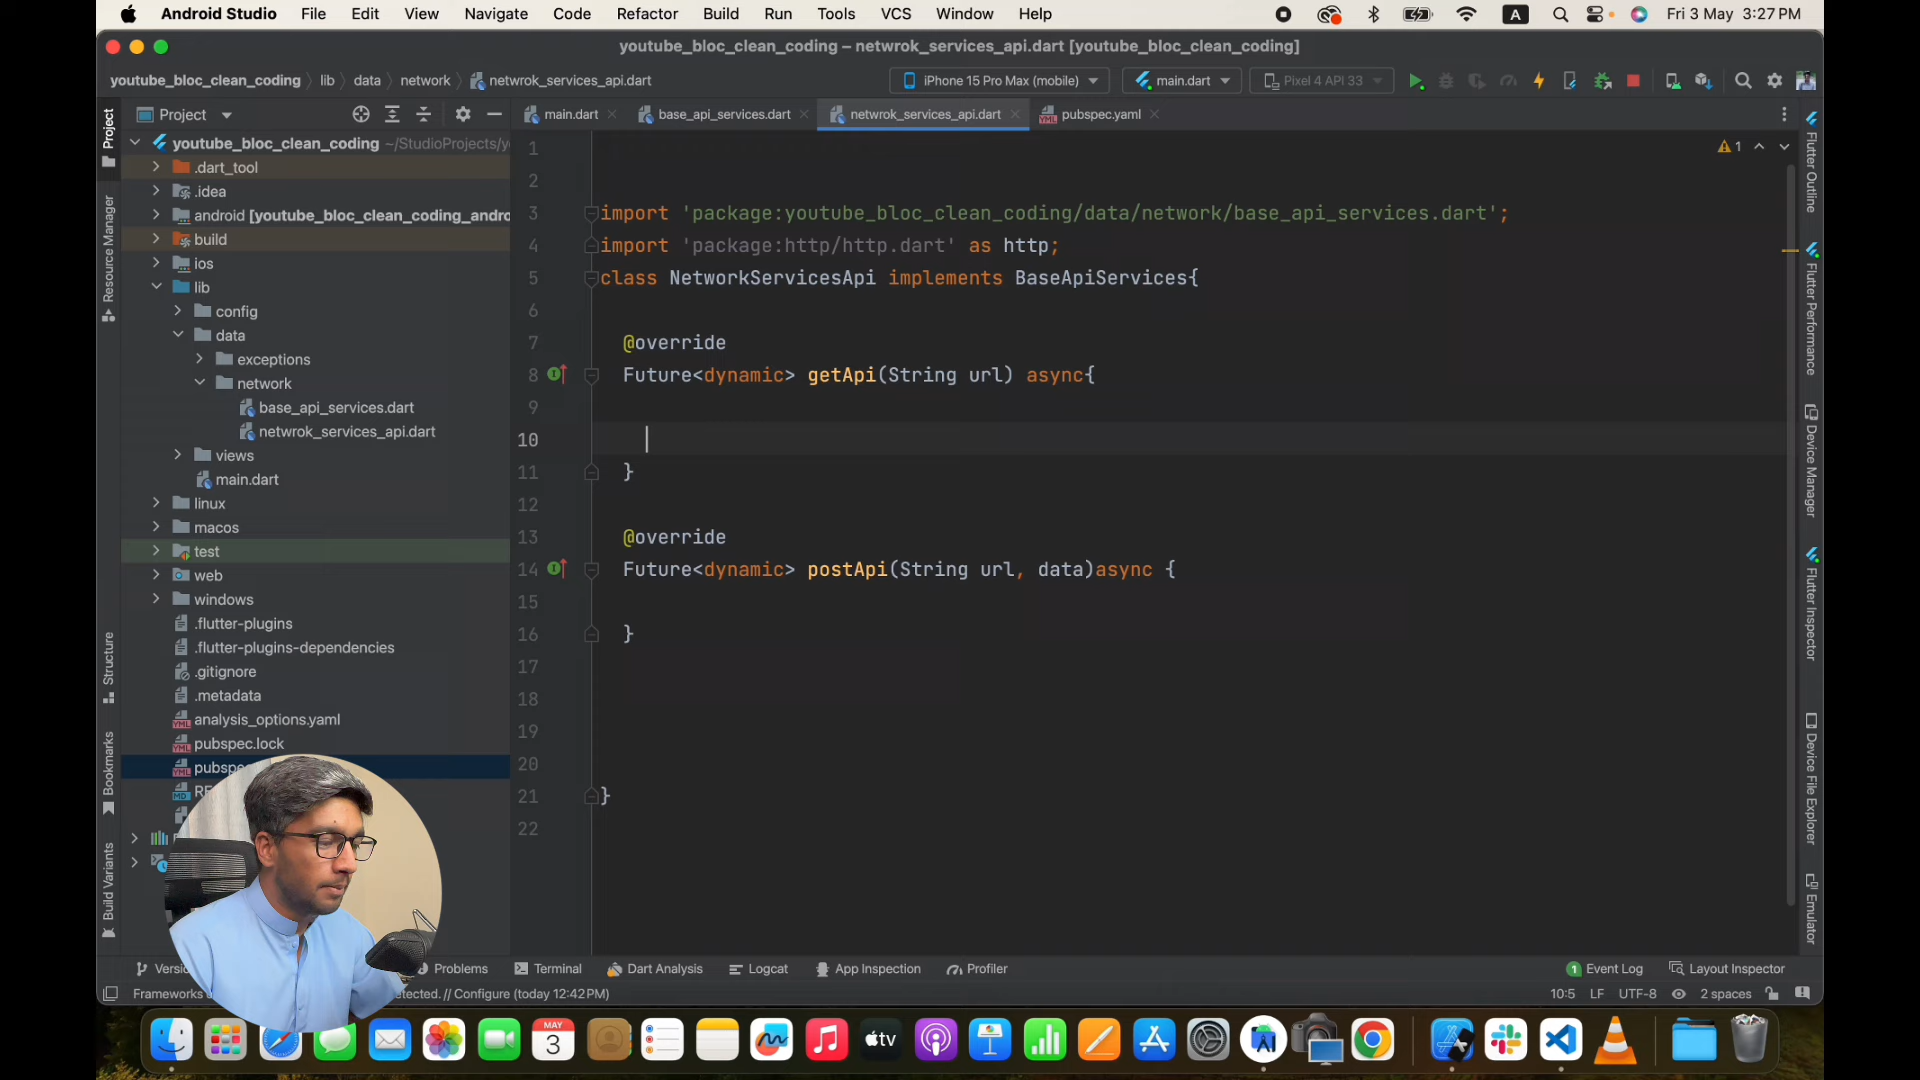 Android Studio File Edit View Navigate Code Refactor Build Run Tools VCS Window Help
A Fri 3 May 3:27 PM
youtube_bloc_clean_coding – netwrok_services_api.dart [youtube_bloc_clean_coding]
youtube_bloc_clean_coding lib data network netwrok_services_api.dart
iPhone 15 Pro Max (mobile) main.dart Pixel 4 API 33
Project
main.dart base_api_services.dart netwrok_services_api.dart pubspec.yaml
youtube_bloc_clean_coding ~/StudioProjects/y
.dart_tool
.idea
android [youtube_bloc_clean_coding_andro
build
ios
lib
config
data
exceptions
network
base_api_services.dart
netwrok_services_api.dart
views
main.dart
linux
macos
test
web
windows
.flutter-plugins
.flutter-plugins-dependencies
.gitignore
.metadata
analysis_options.yaml
pubspec.lock
pubspe
Project
Resource Manager
Structure
Bookmarks
Build Variants
1
1
2
3 import 'package:youtube_bloc_clean_coding/data/network/base_api_services.dart';
4 import 'package:http/http.dart' as http;
5 class NetworkServicesApi implements BaseApiServices{
6
7 @override
8 Future<dynamic> getApi(String url) async{
9
10
11 }
12
13 @override
14 Future<dynamic> postApi(String url, data)async {
15
16 }
17
18
19
20
21 }
22
Flutter Outline
Flutter Performance
Device Manager
Flutter Inspector
Device File Explorer
Emulator
Versio Problems Terminal Dart Analysis Logcat App Inspection Profiler
1 Event Log Layout Inspector
Frameworks etected. // Configure (today 12:42 PM)
10:5 LF UTF-8 2 spaces
MAY
3
tv